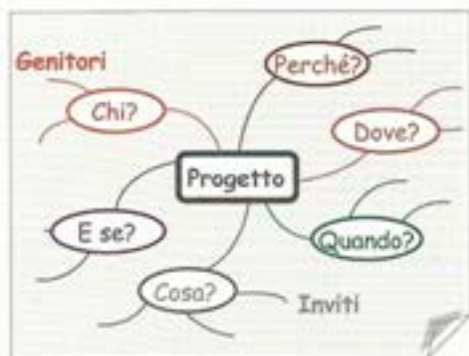 Genitori
Perché?
Chi?
Dove?
Progetto
E se?
Quando?
Cosa?
Inviti